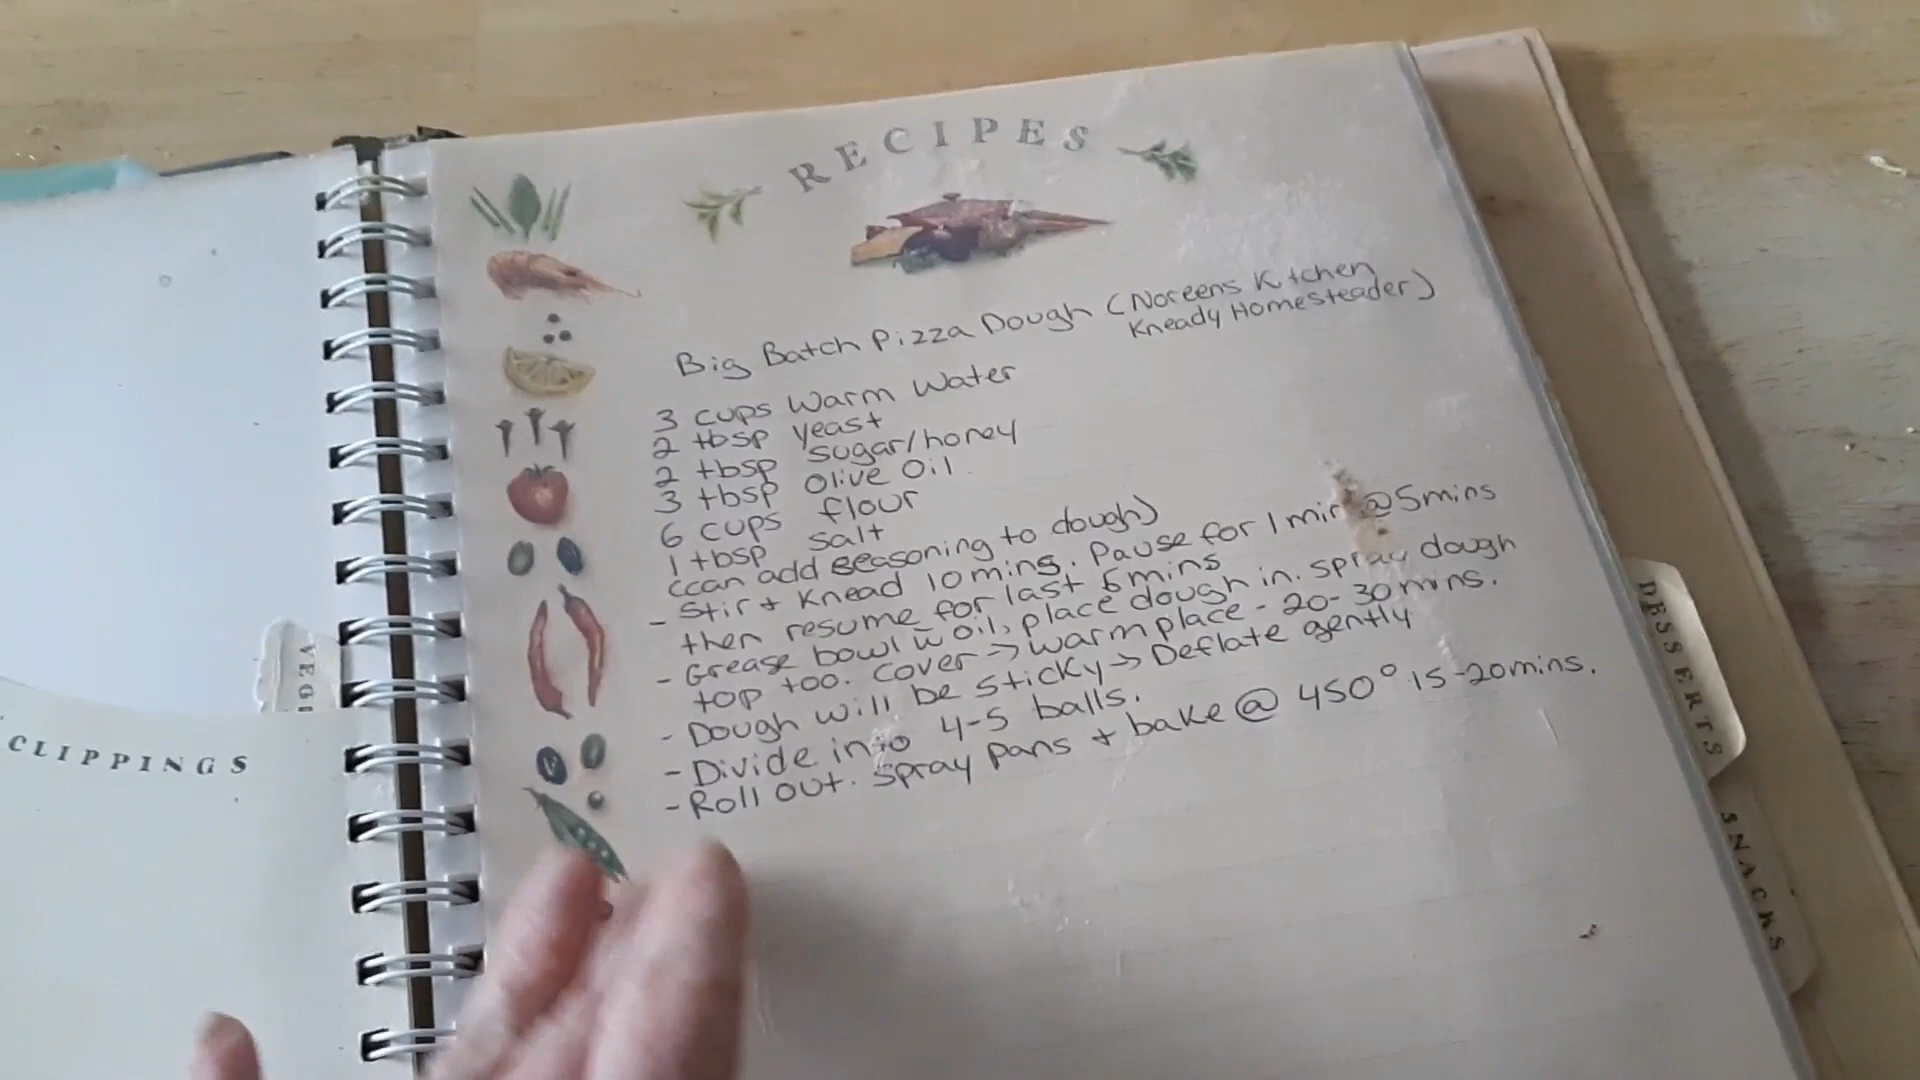 RECIPES
Big Batch Pizza Dough (Noreens Kitchen
Kneady Homesteader)
3 cups warm water
2 tbsp yeast
2 tbsp sugar/honey
3 tbsp olive oil
6 cups flour
1 tbsp salt
(can add seasoning to dough)
- Stir + Knead 10 mins. Pause for 1 min @ 5mins
then resume for last 5 mins
- Grease bowl w oil, place dough in. spray dough
top too. Cover → warm place - 20-30 mins.
- Dough will be sticky → Deflate gently
- Divide into 4-5 balls.
- Roll out. Spray pans + bake @ 450° 15-20mins.
CLIPPINGS
DESSERTS
SNACKS